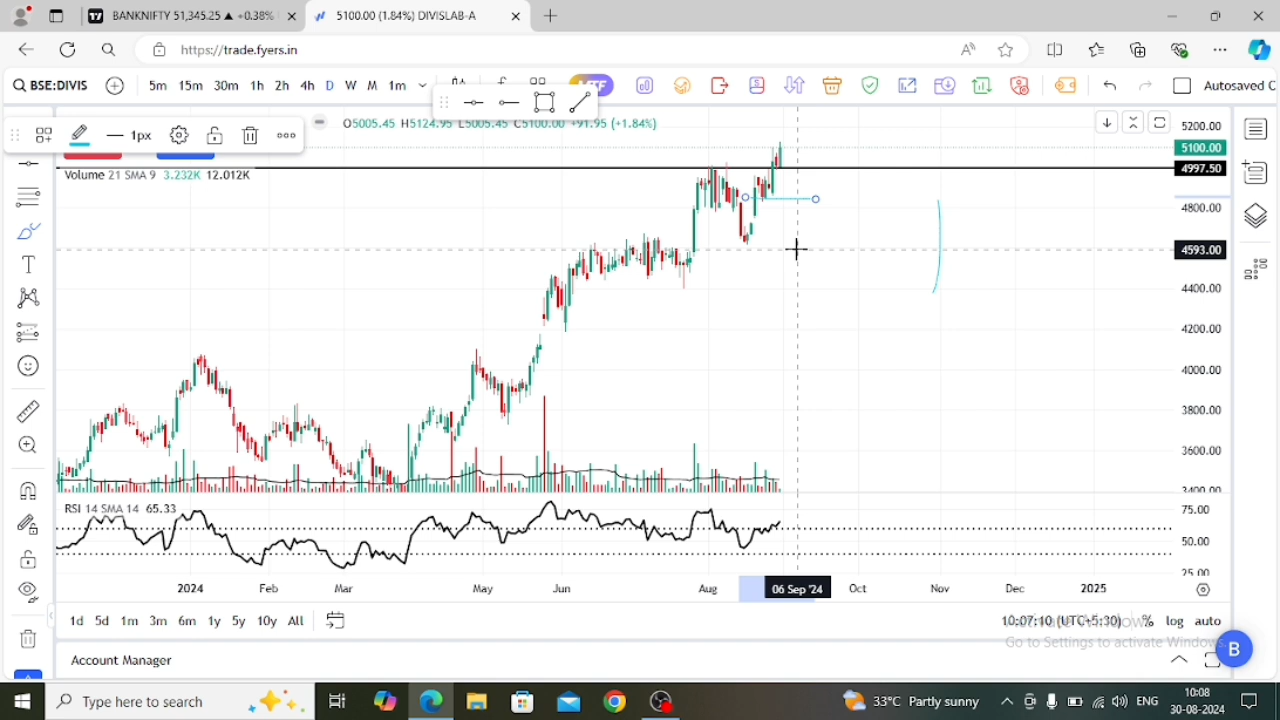 BANKNIFTY 51,345.25 ▲ +0.38%
5100.00 (1.84%) DIVISLAB-A
https://trade.fyers.in
BSE:DIVIS 5m 15m 30m 1h 2h 4h D W M 1m Autosaved
1px
O5005.45 H5124.95 L5005.45 C5100.00 +91.95 (+1.84%)
Volume 21 SMA 9 3.232K 12.012K
5200.00
5100.00
4997.50
4800.00
4593.00
4400.00
4200.00
4000.00
3800.00
3600.00
3400.00
RSI 14 SMA 14 65.33
75.00
50.00
25.00
2024 Feb Mar May Jun Aug 06 Sep '24 Oct Nov Dec 2025
1d 5d 1m 3m 6m 1y 5y 10y All
10:07:10 (UTC+5:30) % log auto
Go to Settings to activate Windows.
B
Account Manager
Type here to search
33°C Partly sunny
ENG
10:08
30-08-2024